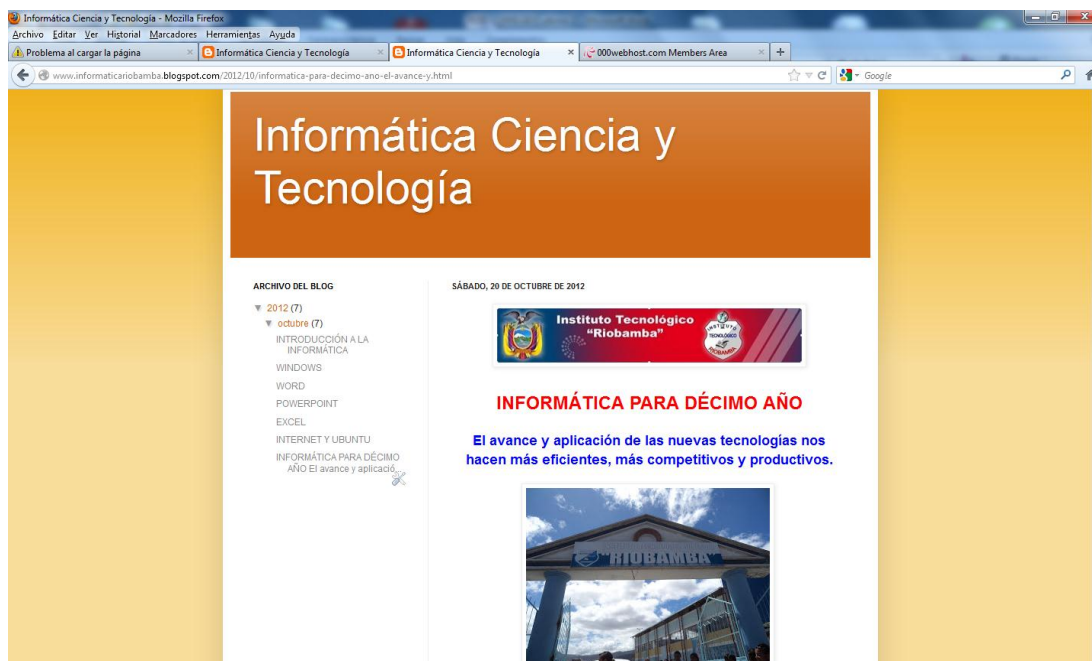 Informática Ciencia y Tecnología - Mozilla Firefox
Archivo Editar Ver Historial Marcadores Herramientas Ayuda
Problema al cargar la página
Informática Ciencia y Tecnología
Informática Ciencia y Tecnología
000webhost.com Members Area
www.informaticariobamba.blogspot.com/2012/10/informatica-para-decimo-ano-el-avance-y.html
Google
Informática Ciencia y
Tecnología
ARCHIVO DEL BLOG
▼ 2012 (7)
▼ octubre (7)
INTRODUCCIÓN A LA
INFORMÁTICA
WINDOWS
WORD
POWERPOINT
EXCEL
INTERNET Y UBUNTU
INFORMÁTICA PARA DÉCIMO
AÑO El avance y aplicació...
SÁBADO, 20 DE OCTUBRE DE 2012
Instituto Tecnológico
"Riobamba"
INSTITUTO
TECNOLÓGICO
RIOBAMBA
INFORMÁTICA PARA DÉCIMO AÑO
El avance y aplicación de las nuevas tecnologías nos
hacen más eficientes, más competitivos y productivos.
"RIOBAMBA"